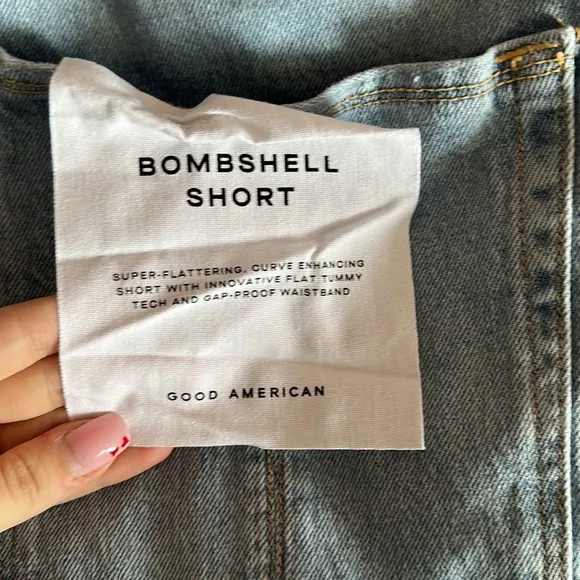 BOMBSHELL
SHORT
SUPER-FLATTERING, CURVE ENHANCING
SHORT WITH INNOVATIVE FLAT TUMMY
TECH AND GAP-PROOF WAISTBAND
GOOD AMERICAN